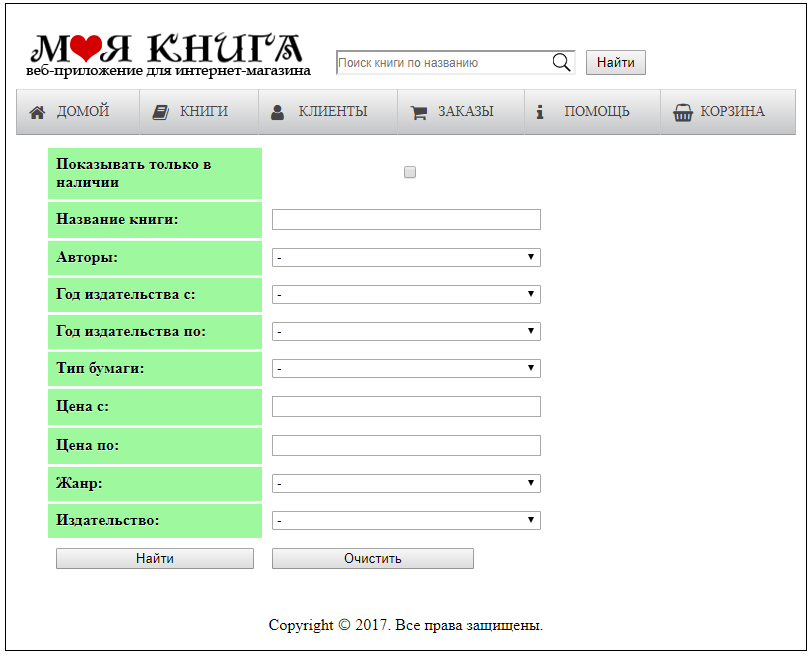 МОЯ КНИГА
веб-приложение для интернет-магазина
Поиск книги по названию
Найти
ДОМОЙ КНИГИ КЛИЕНТЫ ЗАКАЗЫ ПОМОЩЬ КОРЗИНА
Показывать только в
наличии
Название книги:
Авторы: -
Год издательства с: -
Год издательства по: -
Тип бумаги: -
Цена с:
Цена по:
Жанр: -
Издательство: -
Найти Очистить
Copyright © 2017. Все права защищены.